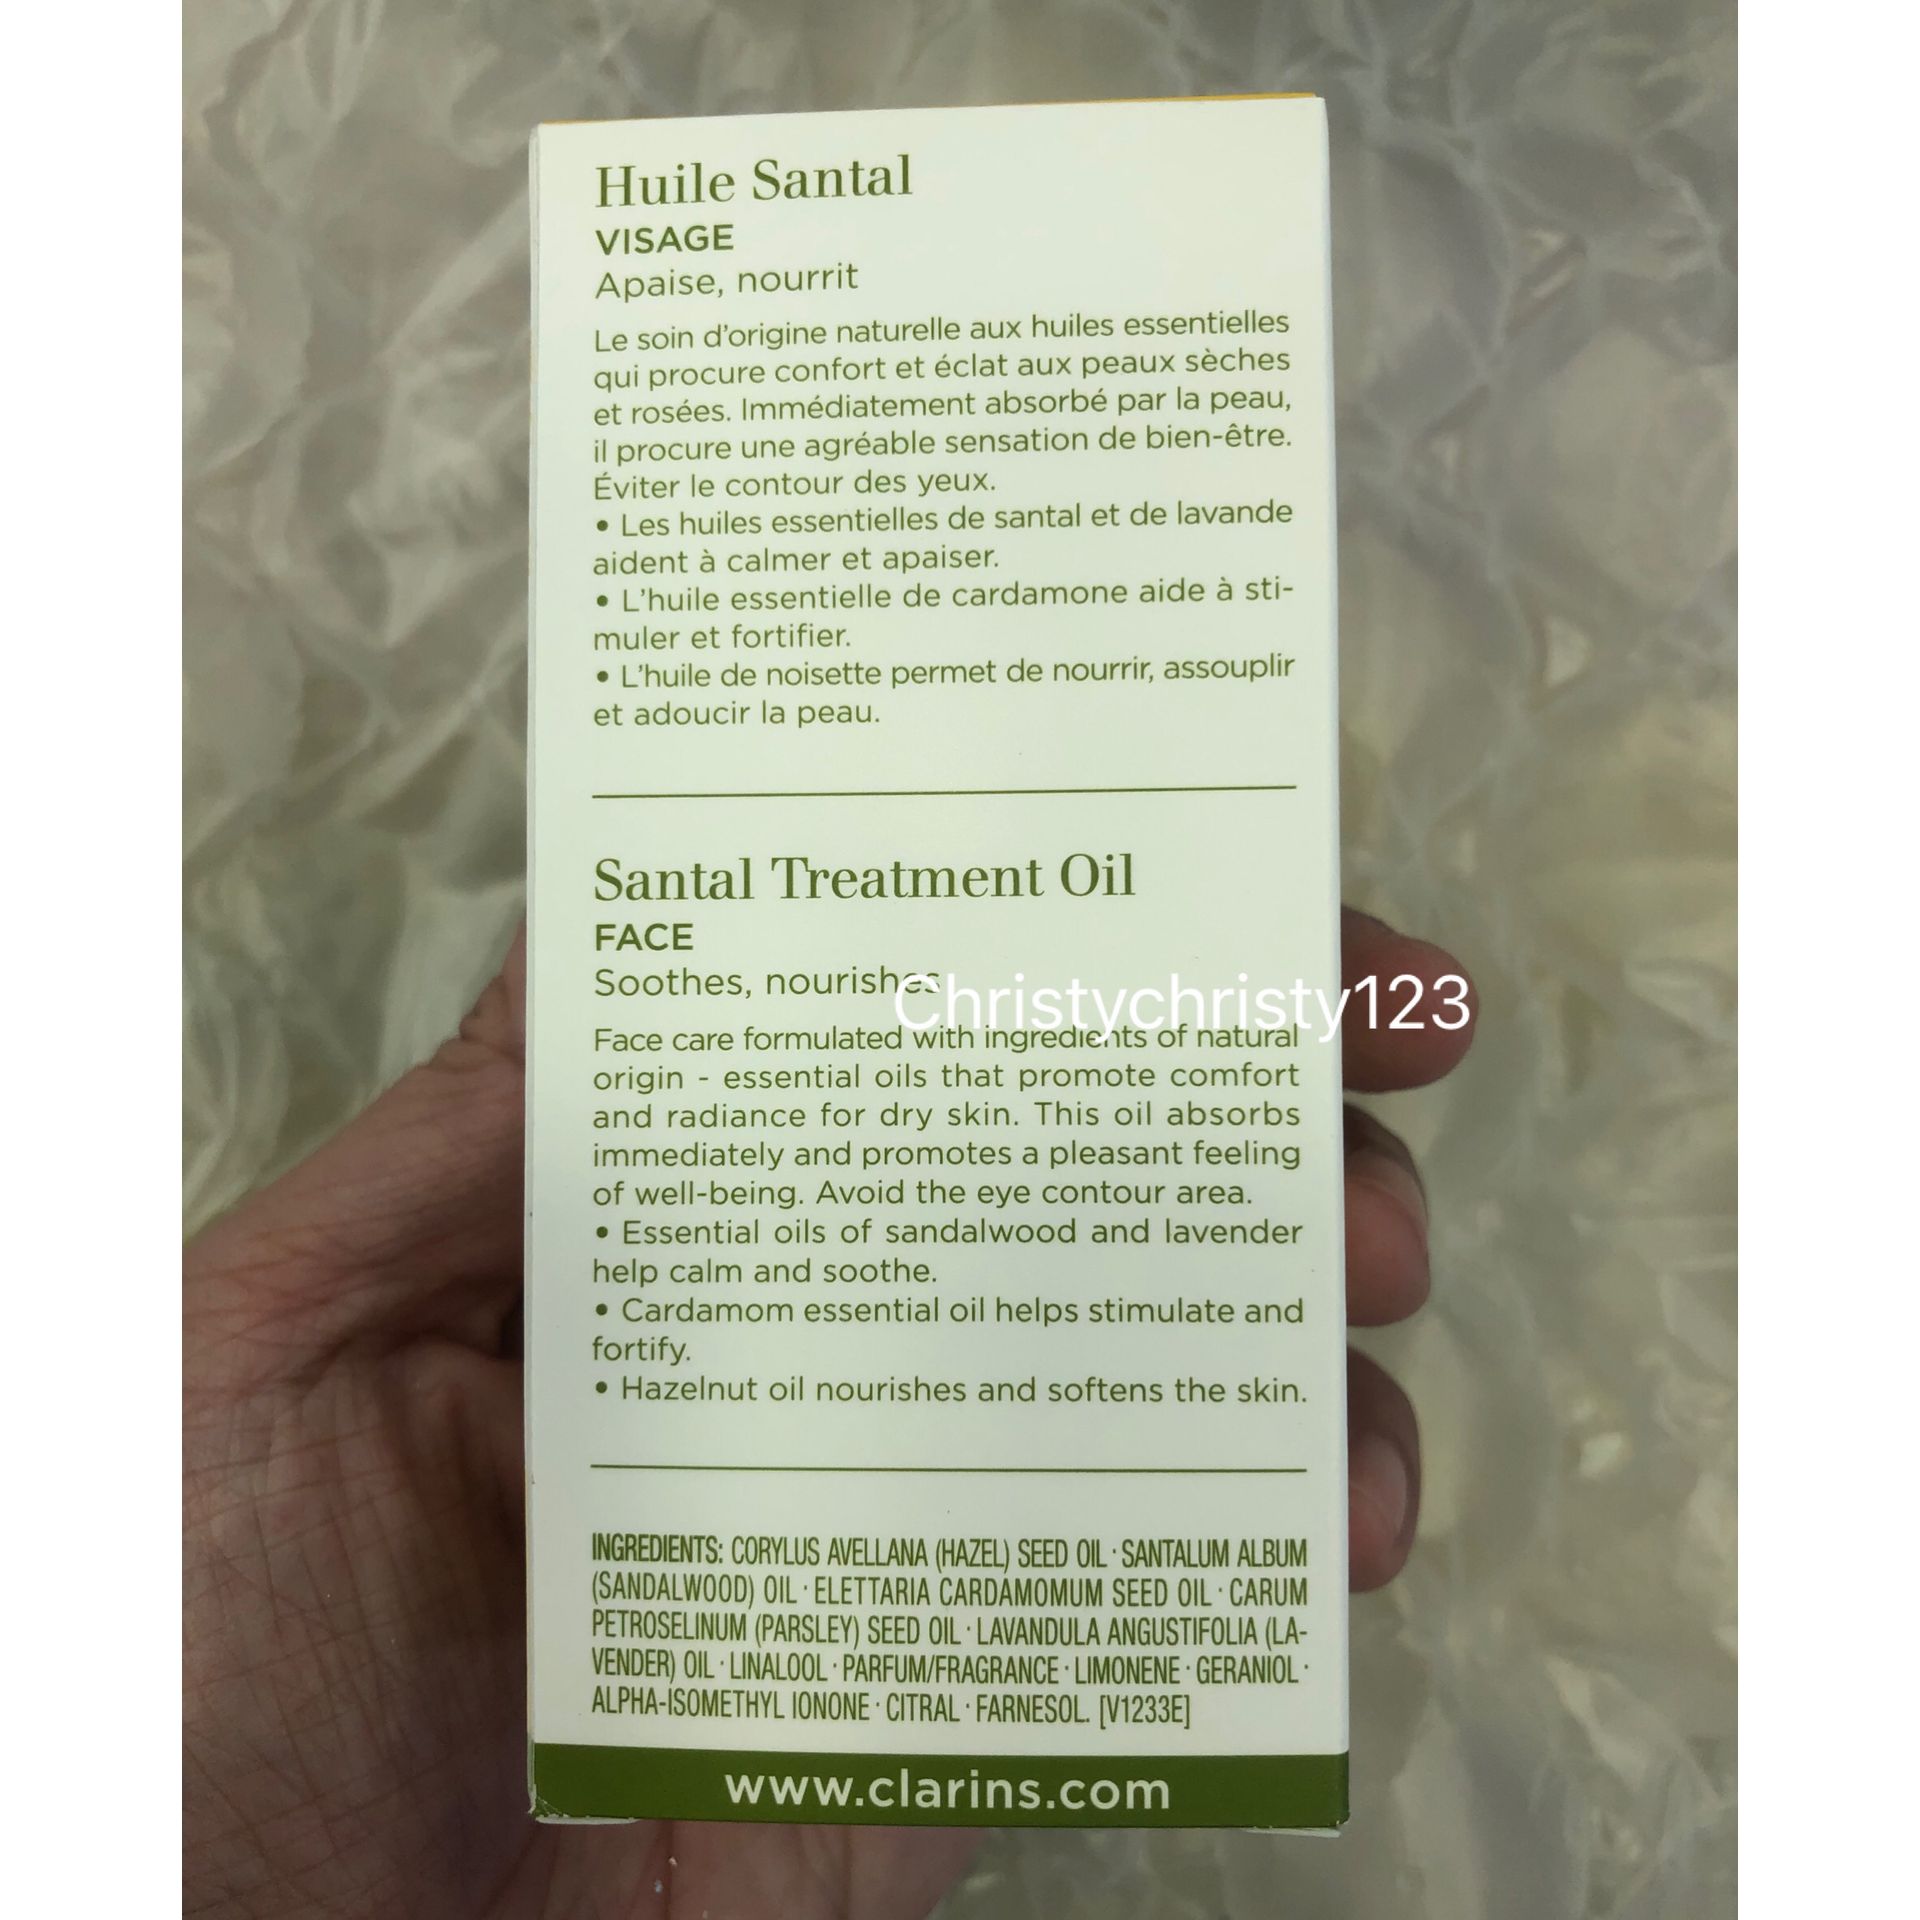 Huile Santal
VISAGE
Apaise, nourrit
Le soin d'origine naturelle aux huiles essentielles
qui procure confort et éclat aux peaux sèches
et rosées. Immédiatement absorbé par la peau,
il procure une agréable sensation de bien-être.
Éviter le contour des yeux.
• Les huiles essentielles de santal et de lavande
aident à calmer et apaiser.
• L'huile essentielle de cardamone aide à sti-
muler et fortifier.
• L'huile de noisette permet de nourrir, assouplir
et adoucir la peau.
Santal Treatment Oil
FACE
Soothes, nourishes
Christychristy123
Face care formulated with ingredients of natural
origin - essential oils that promote comfort
and radiance for dry skin. This oil absorbs
immediately and promotes a pleasant feeling
of well-being. Avoid the eye contour area.
• Essential oils of sandalwood and lavender
help calm and soothe.
• Cardamom essential oil helps stimulate and
fortify.
• Hazelnut oil nourishes and softens the skin.
INGREDIENTS: CORYLUS AVELLANA (HAZEL) SEED OIL · SANTALUM ALBUM
(SANDALWOOD) OIL · ELETTARIA CARDAMOMUM SEED OIL · CARUM
PETROSELINUM (PARSLEY) SEED OIL · LAVANDULA ANGUSTIFOLIA (LA-
VENDER) OIL · LINALOOL · PARFUM/FRAGRANCE · LIMONENE · GERANIOL ·
ALPHA-ISOMETHYL IONONE · CITRAL · FARNESOL. [V1233E]
www.clarins.com